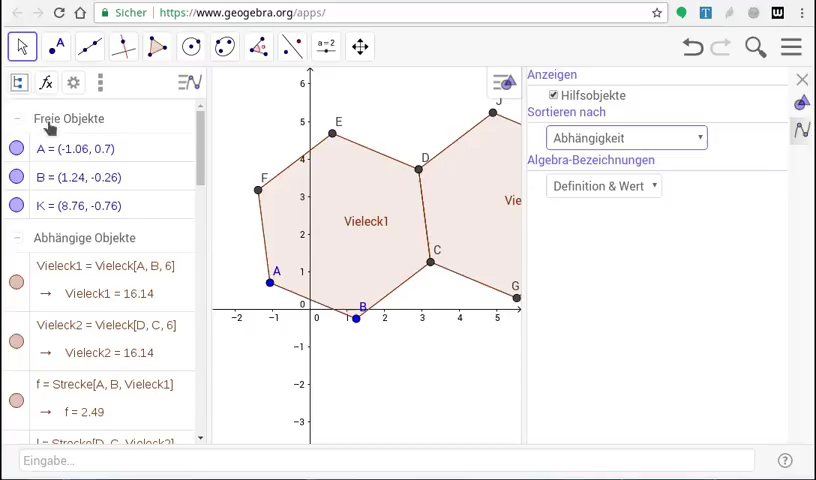 Sicher https://www.geogebra.org/apps/
A
a = 2
Freie Objekte
A = (-1.06, 0.7)
B = (1.24, -0.26)
K = (8.76, -0.76)
Abhängige Objekte
Vieleck1 = Vieleck[A, B, 6]
→ Vieleck1 = 16.14
Vieleck2 = Vieleck[D, C, 6]
→ Vieleck2 = 16.14
f = Strecke[A, B, Vieleck1]
→ f = 2.49
l = Strecke[D, C, Vieleck2]
6
5
4
3
2
1
0
−1
−2
−3
−2 −1 0 1 2 3 4 5
E
D
J
F
Vieleck1
Vie
C
A
B
G
Anzeigen
Hilfsobjekte
Sortieren nach
Abhängigkeit
Algebra-Bezeichnungen
Definition & Wert
Eingabe...